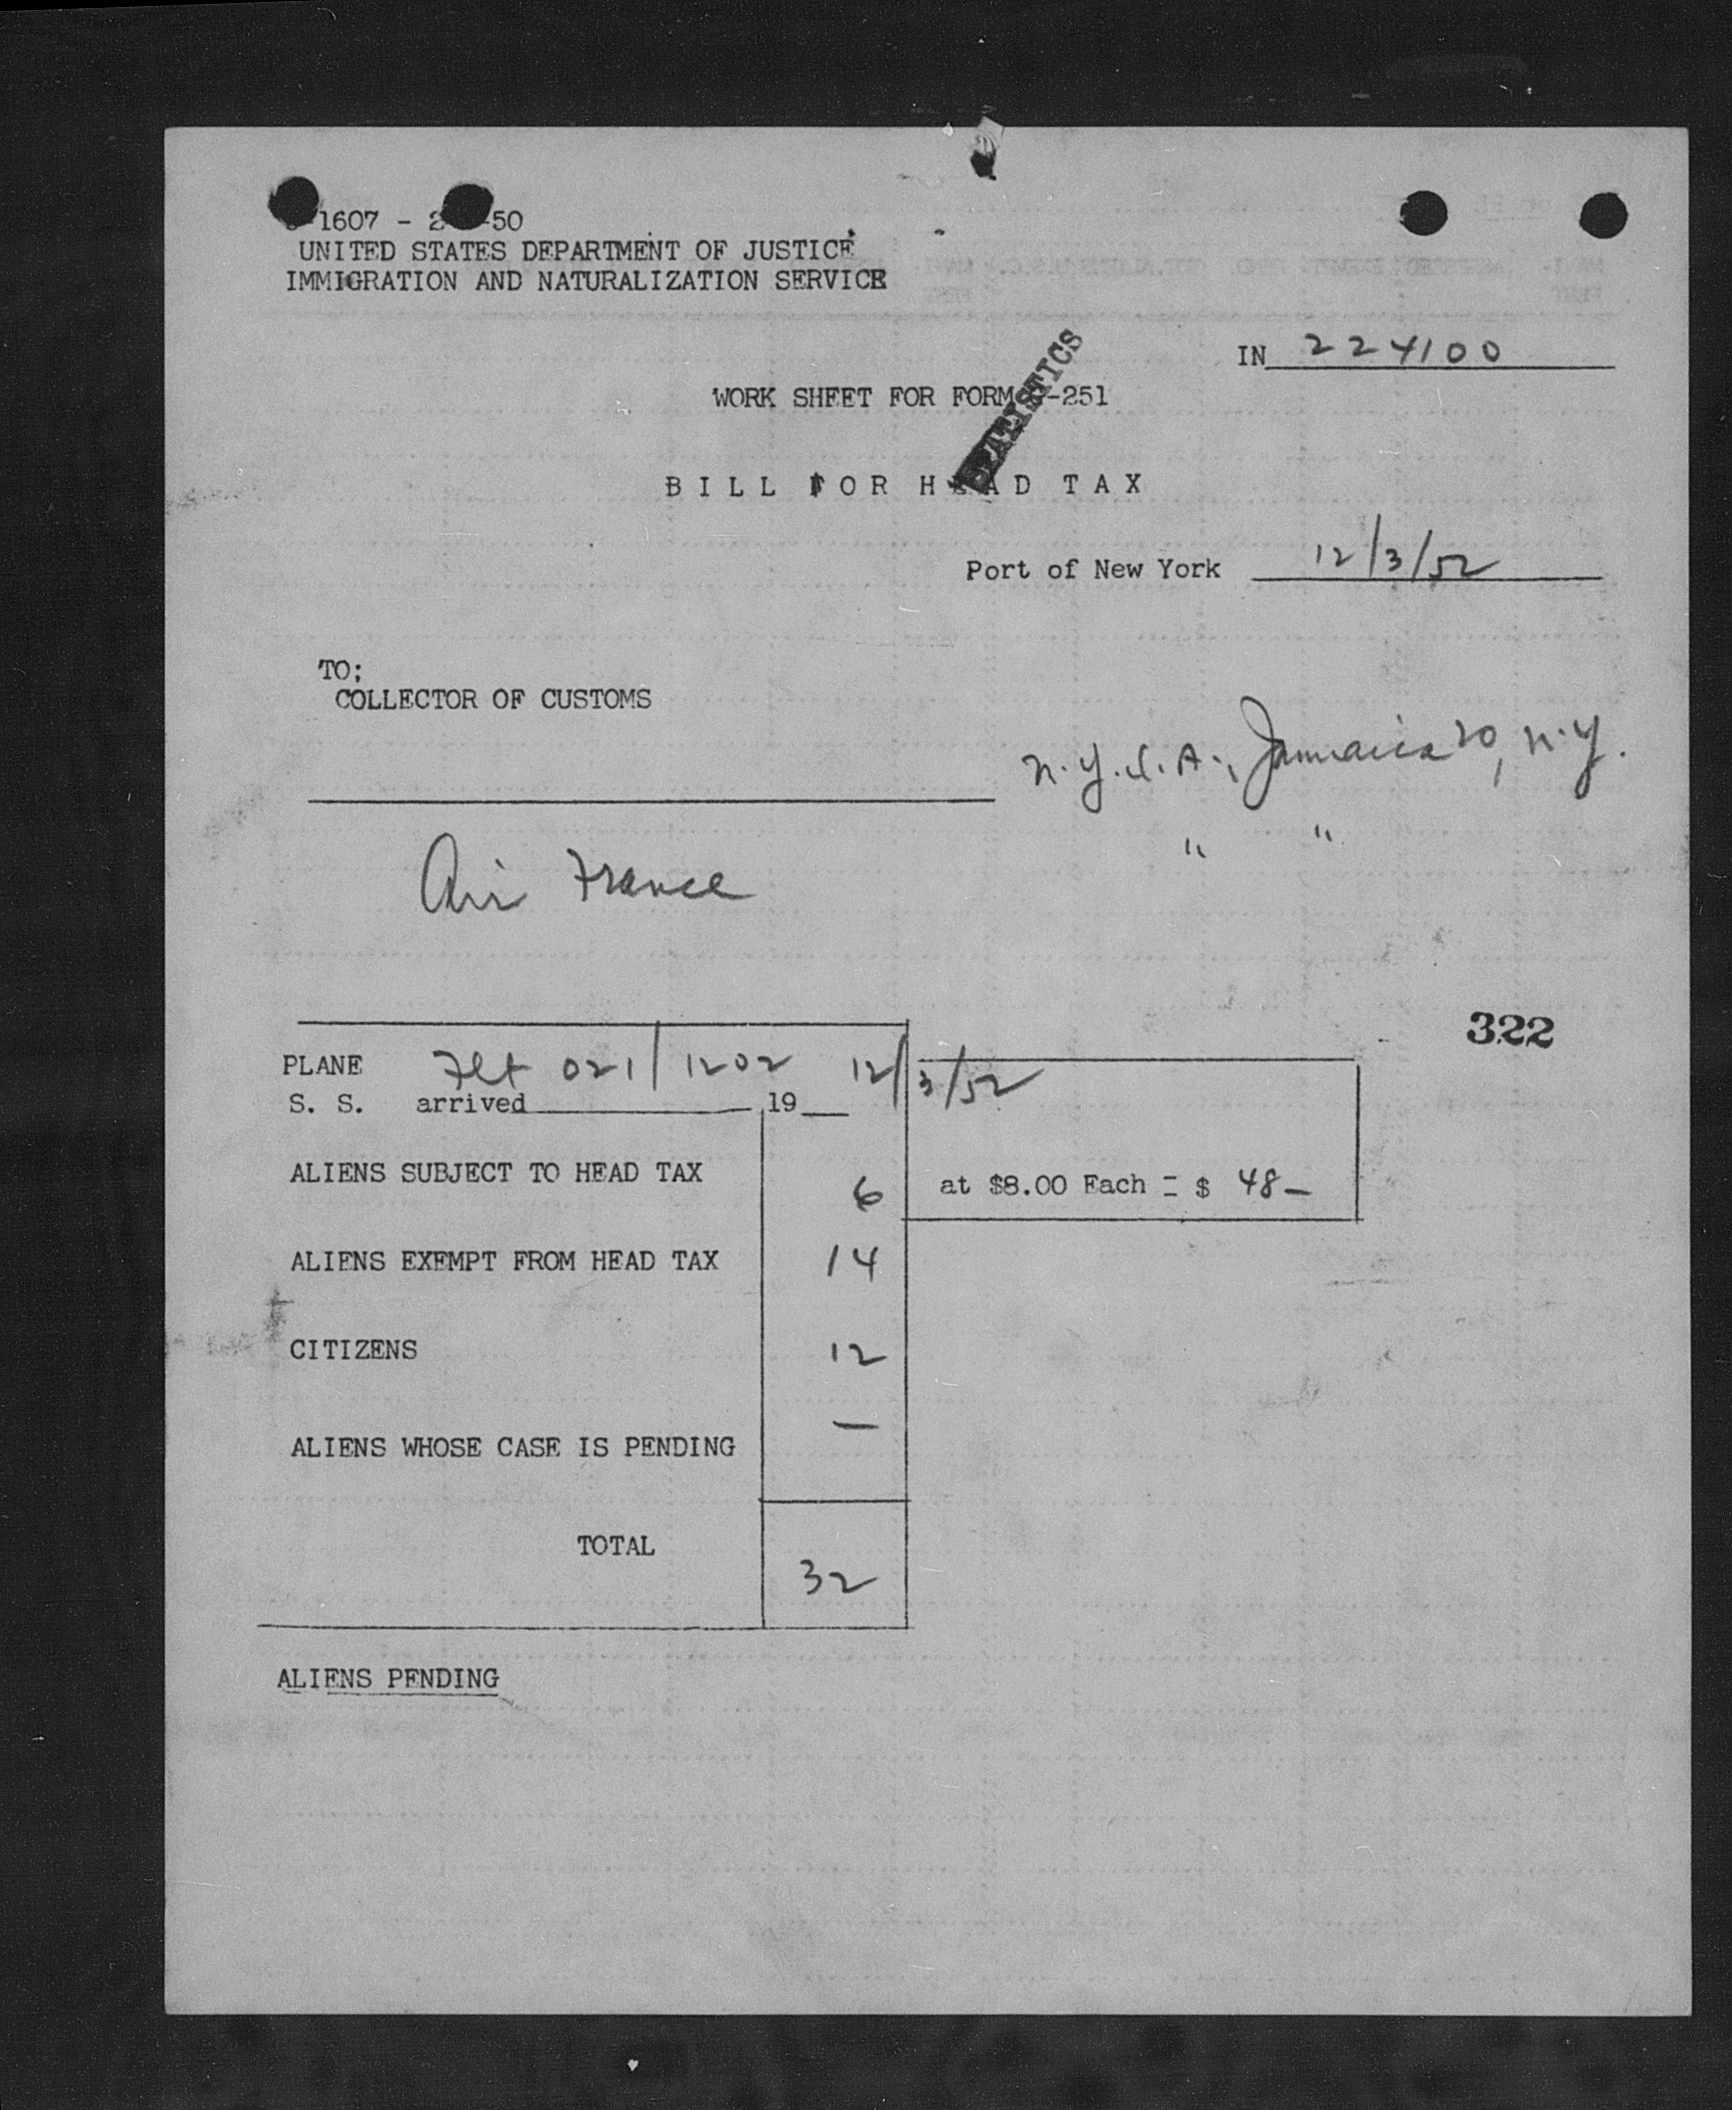 1607 - 2 -50
UNITED STATES DEPARTMENT OF JUSTICE
IMMIGRATION AND NATURALIZATION SERVICE
IN 224100
WORK SHEET FOR FORM -251
STATISTICS
BILL FOR HEAD TAX
Port of New York 12/3/52
TO:
COLLECTOR OF CUSTOMS
N.Y.I.A., Jamaica 20, N.Y.
" "
Air France
322
PLANE Flt 021/1202 12/3/52
S. S. arrived ,19
ALIENS SUBJECT TO HEAD TAX 6 at $8.00 Each = $ 48 –
ALIENS EXEMPT FROM HEAD TAX 14
CITIZENS 12
ALIENS WHOSE CASE IS PENDING —
TOTAL 32
ALIENS PENDING